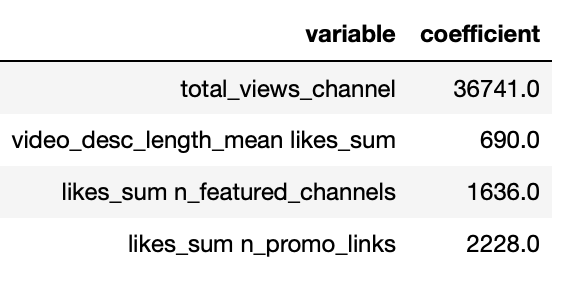 variable coefficient
total_views_channel 36741.0
video_desc_length_mean likes_sum 690.0
likes_sum n_featured_channels 1636.0
likes_sum n_promo_links 2228.0